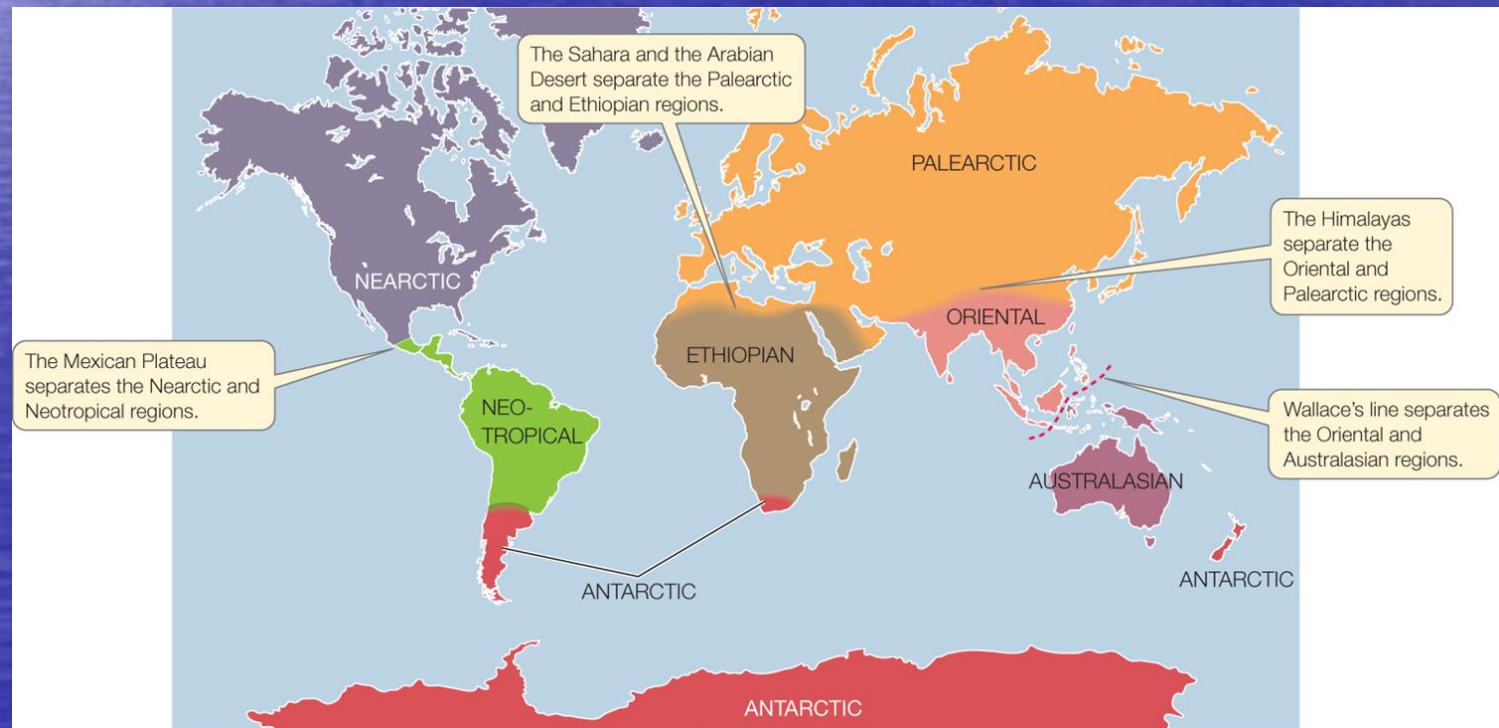 The Sahara and the Arabian
Desert separate the Palearctic
and Ethiopian regions.
PALEARCTIC
The Himalayas
separate the
Oriental and
Palearctic regions.
NEARCTIC
ORIENTAL
ETHIOPIAN
The Mexican Plateau
separates the Nearctic and
Neotropical regions.
NEO-
TROPICAL
Wallace's line separates
the Oriental and
Australasian regions.
AUSTRALASIAN
ANTARCTIC
ANTARCTIC
ANTARCTIC